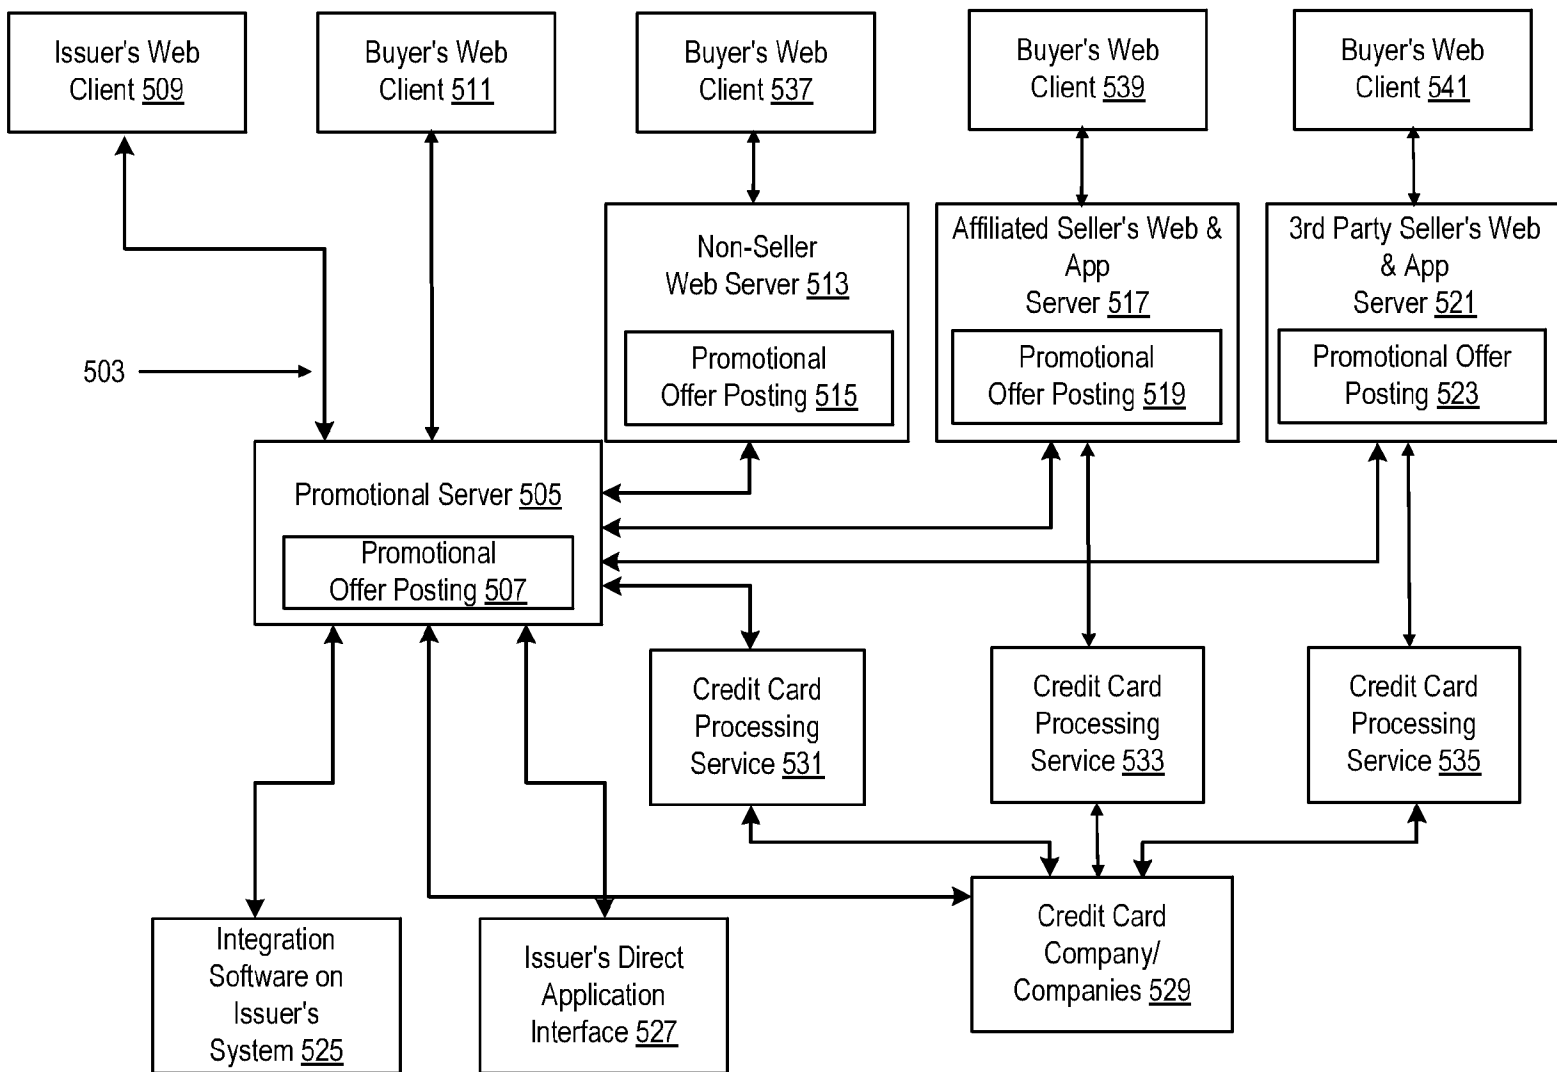 Issuer's Web
Client 509
Buyer's Web
Client 511
Buyer's Web
Client 537
Buyer's Web
Client 539
Buyer's Web
Client 541
Non-Seller
Web Server 513
Promotional
Offer Posting 515
Affiliated Seller's Web &
App
Server 517
Promotional
Offer Posting 519
3rd Party Seller's Web
& App
Server 521
Promotional Offer
Posting 523
503
Promotional Server 505
Promotional
Offer Posting 507
Credit Card
Processing
Service 531
Credit Card
Processing
Service 533
Credit Card
Processing
Service 535
Integration
Software on
Issuer's
System 525
Issuer's Direct
Application
Interface 527
Credit Card
Company/
Companies 529